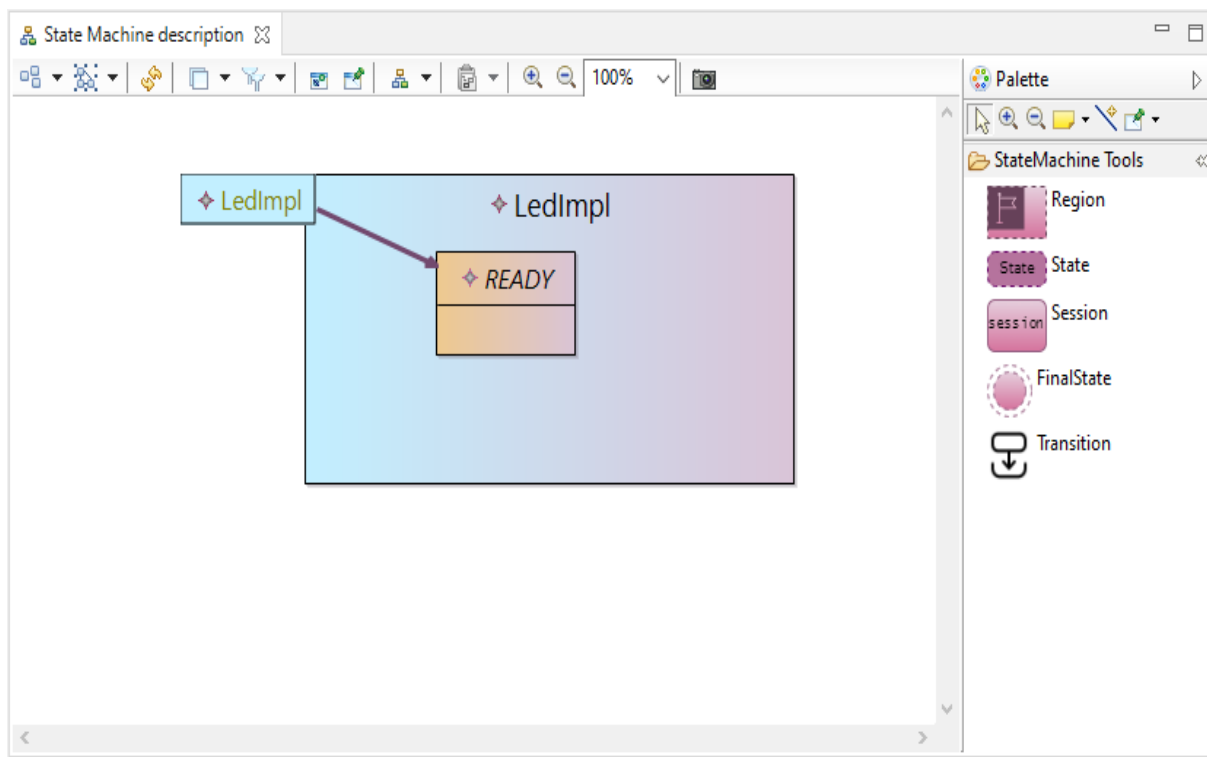 State Machine description
100%
Palette
StateMachine Tools
LedImpl
LedImpl
READY
Region
State
State
session
Session
FinalState
Transition